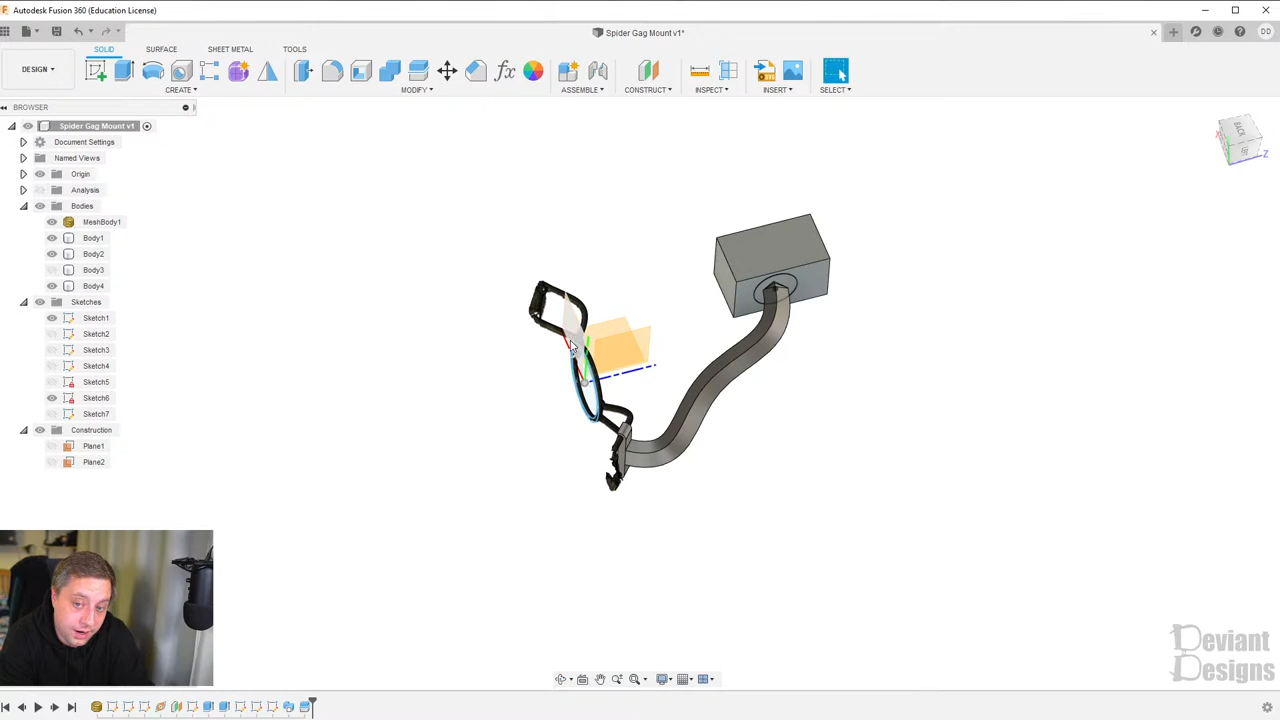 Autodesk Fusion 360 (Education License)
Spider Gag Mount v1*
DD
SOLID SURFACE SHEET METAL TOOLS
DESIGN
CREATE MODIFY ASSEMBLE CONSTRUCT INSPECT INSERT SELECT
BROWSER
Spider Gag Mount v1
Document Settings
Named Views
Origin
Analysis
Bodies
MeshBody1
Body1
Body2
Body3
Body4
Sketches
Sketch1
Sketch2
Sketch3
Sketch4
Sketch5
Sketch6
Sketch7
Construction
Plane1
Plane2
BACK
X
Z
Deviant
Designs